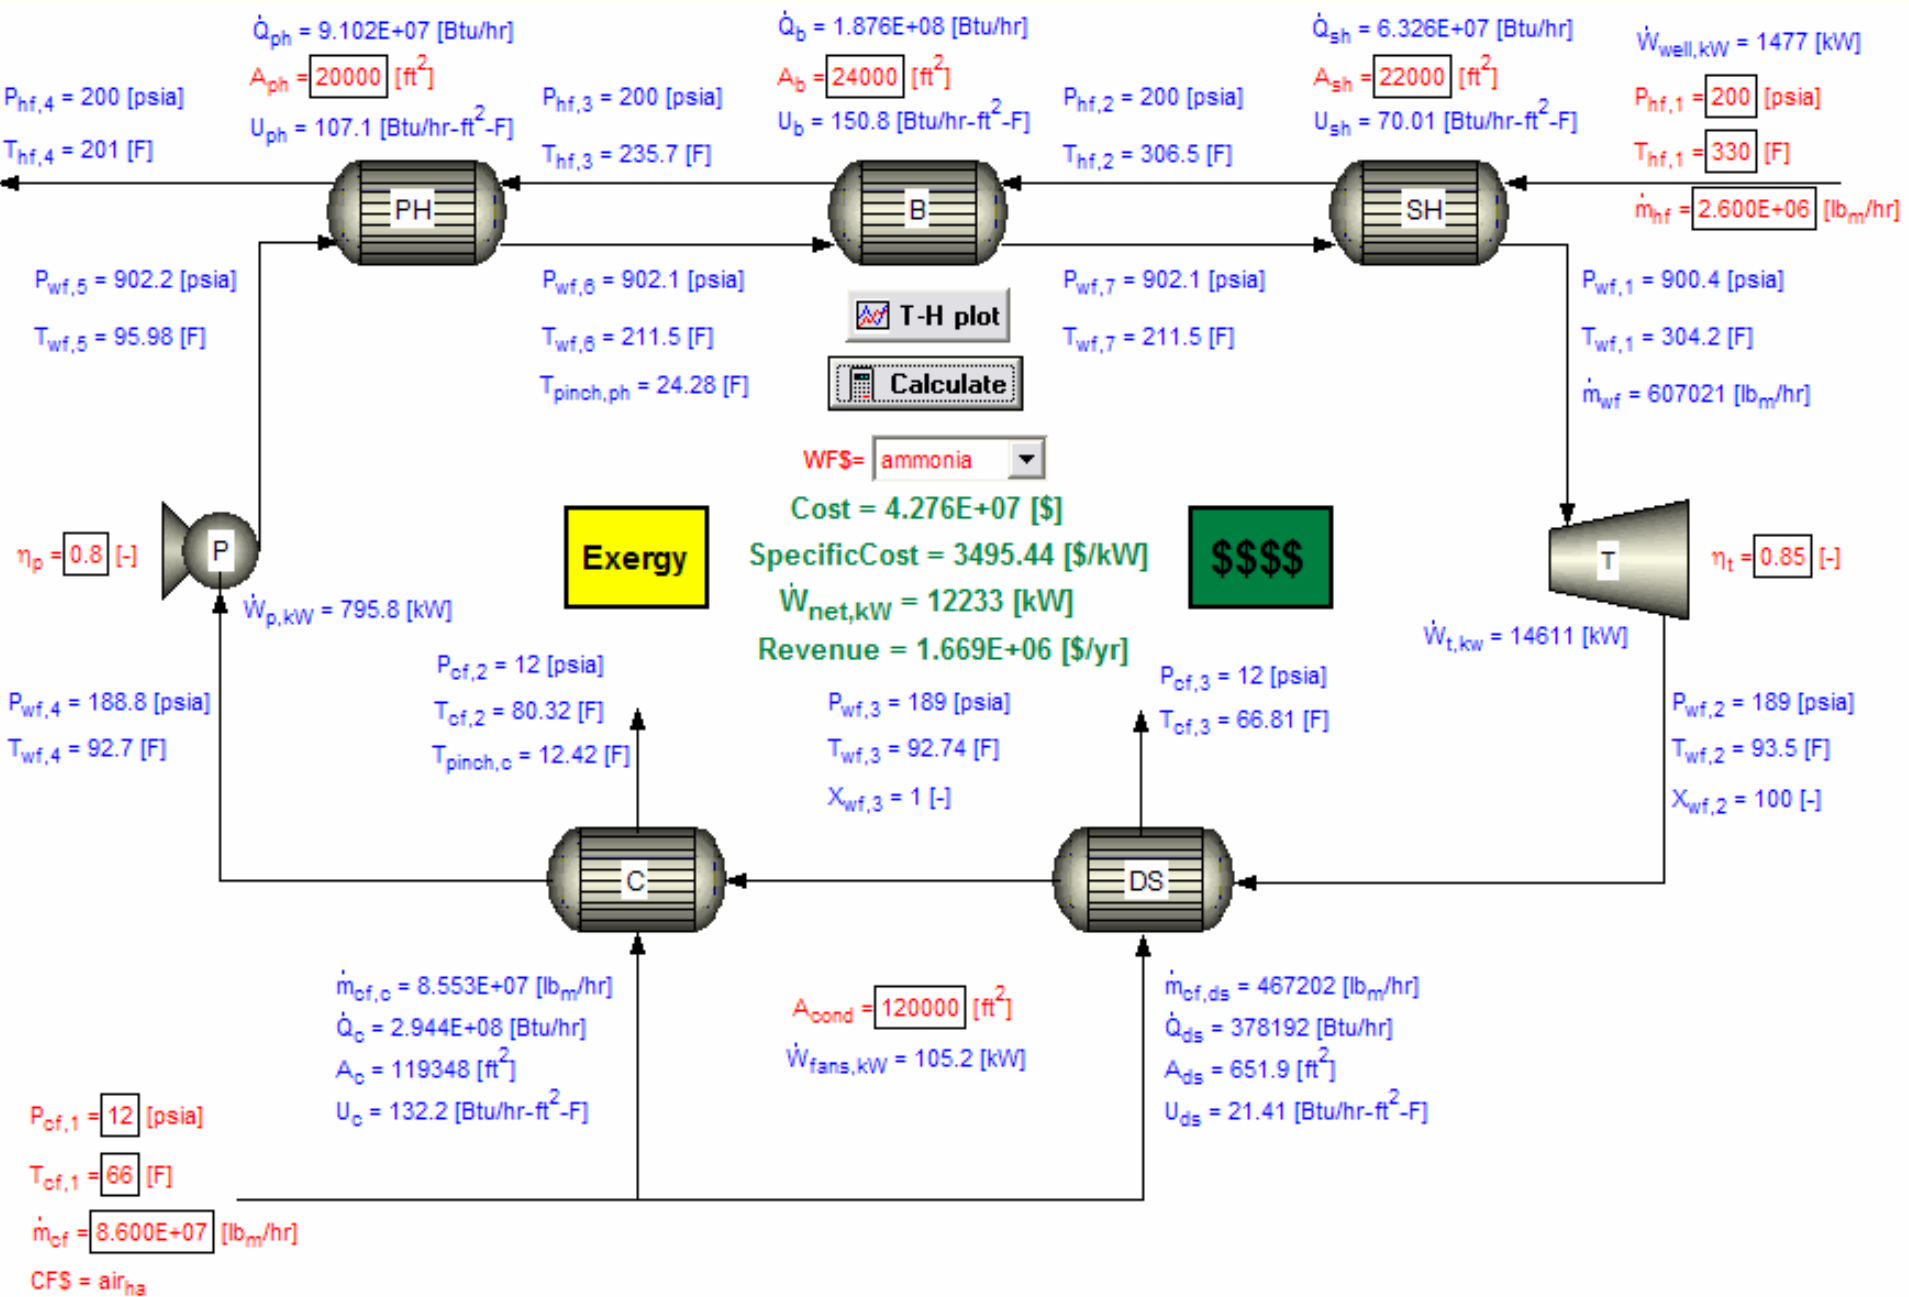 Q̇ph = 9.102E+07 [Btu/hr]
Aph = 20000 [ft²]
Uph = 107.1 [Btu/hr-ft²-F]
Q̇b = 1.876E+08 [Btu/hr]
Ab = 24000 [ft²]
Ub = 150.8 [Btu/hr-ft²-F]
Q̇sh = 6.326E+07 [Btu/hr]
Ash = 22000 [ft²]
Ush = 70.01 [Btu/hr-ft²-F]
Ẇwell,kW = 1477 [kW]
Phf,1 = 200 [psia]
Thf,1 = 330 [F]
ṁhf = 2.600E+06 [lbm/hr]
Phf,4 = 200 [psia]
Thf,4 = 201 [F]
Phf,3 = 200 [psia]
Thf,3 = 235.7 [F]
Phf,2 = 200 [psia]
Thf,2 = 306.5 [F]
PH
B
SH
Pwf,5 = 902.2 [psia]
Twf,5 = 95.98 [F]
Pwf,6 = 902.1 [psia]
Twf,6 = 211.5 [F]
Tpinch,ph = 24.28 [F]
T-H plot
Calculate
Pwf,7 = 902.1 [psia]
Twf,7 = 211.5 [F]
Pwf,1 = 900.4 [psia]
Twf,1 = 304.2 [F]
ṁwf = 607021 [lbm/hr]
WF$= ammonia
Cost = 4.276E+07 [$]
SpecificCost = 3495.44 [$/kW]
Ẇnet,kW = 12233 [kW]
Revenue = 1.669E+06 [$/yr]
Exergy
$$$$
ηp = 0.8 [-]
P
Ẇp,kW = 795.8 [kW]
T
ηt = 0.85 [-]
Ẇt,kw = 14611 [kW]
Pwf,4 = 188.8 [psia]
Twf,4 = 92.7 [F]
Pcf,2 = 12 [psia]
Tcf,2 = 80.32 [F]
Tpinch,c = 12.42 [F]
Pwf,3 = 189 [psia]
Twf,3 = 92.74 [F]
Xwf,3 = 1 [-]
Pcf,3 = 12 [psia]
Tcf,3 = 66.81 [F]
Pwf,2 = 189 [psia]
Twf,2 = 93.5 [F]
Xwf,2 = 100 [-]
C
DS
ṁcf,c = 8.553E+07 [lbm/hr]
Q̇c = 2.944E+08 [Btu/hr]
Ac = 119348 [ft²]
Uc = 132.2 [Btu/hr-ft²-F]
Acond = 120000 [ft²]
Ẇfans,kW = 105.2 [kW]
ṁcf,ds = 467202 [lbm/hr]
Q̇ds = 378192 [Btu/hr]
Ads = 651.9 [ft²]
Uds = 21.41 [Btu/hr-ft²-F]
Pcf,1 = 12 [psia]
Tcf,1 = 66 [F]
ṁcf = 8.600E+07 [lbm/hr]
CF$ = airha